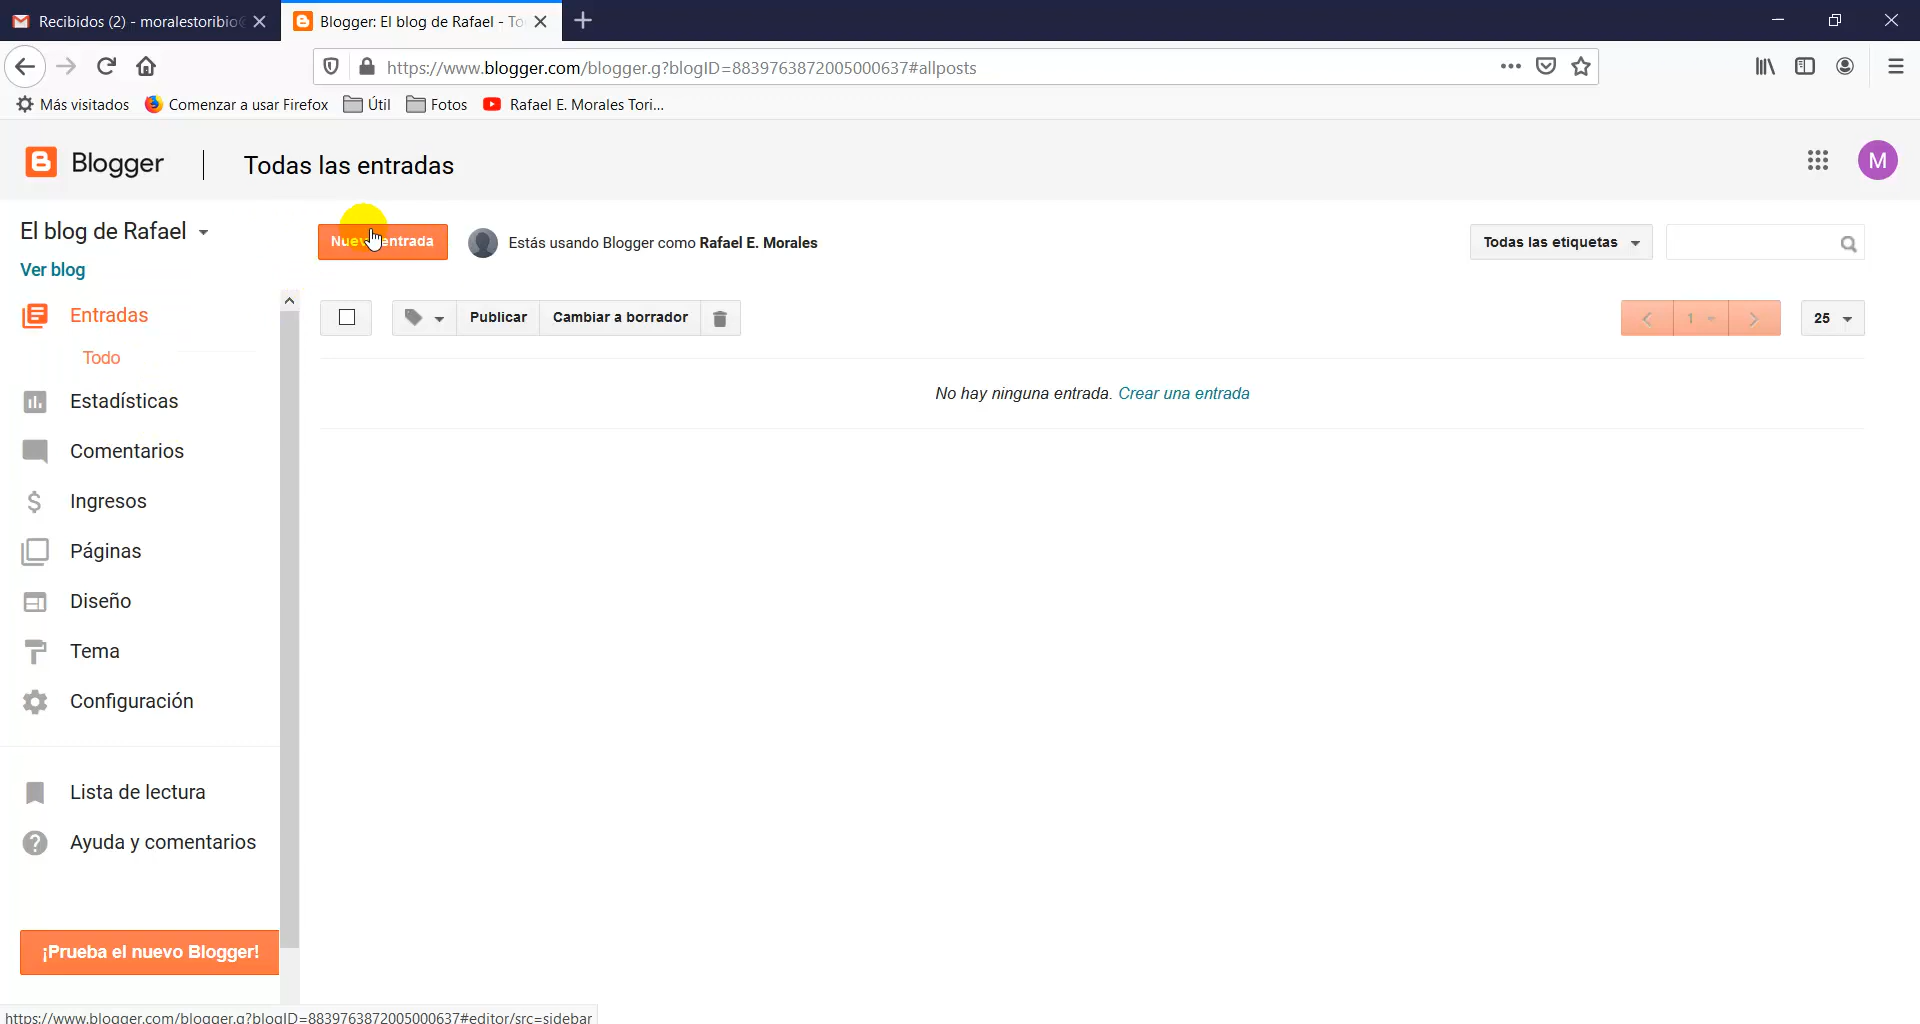 Recibidos (2) - moralestoribio
Blogger: El blog de Rafael - To
https://www.blogger.com/blogger.g?blogID=8839763872005000637#allposts
Más visitados
Comenzar a usar Firefox
Útil
Fotos
Rafael E. Morales Tori...
Blogger
Todas las entradas
M
El blog de Rafael
Ver blog
entrada
Estás usando Blogger como Rafael E. Morales
Todas las etiquetas
Entradas
Todo
Publicar
Cambiar a borrador
1
25
No hay ninguna entrada. Crear una entrada
Estadísticas
Comentarios
Ingresos
Páginas
Diseño
Tema
Configuración
Lista de lectura
Ayuda y comentarios
¡Prueba el nuevo Blogger!
https://www.blogger.com/blogger.g?blogID=8839763872005000637#editor/src=sidebar